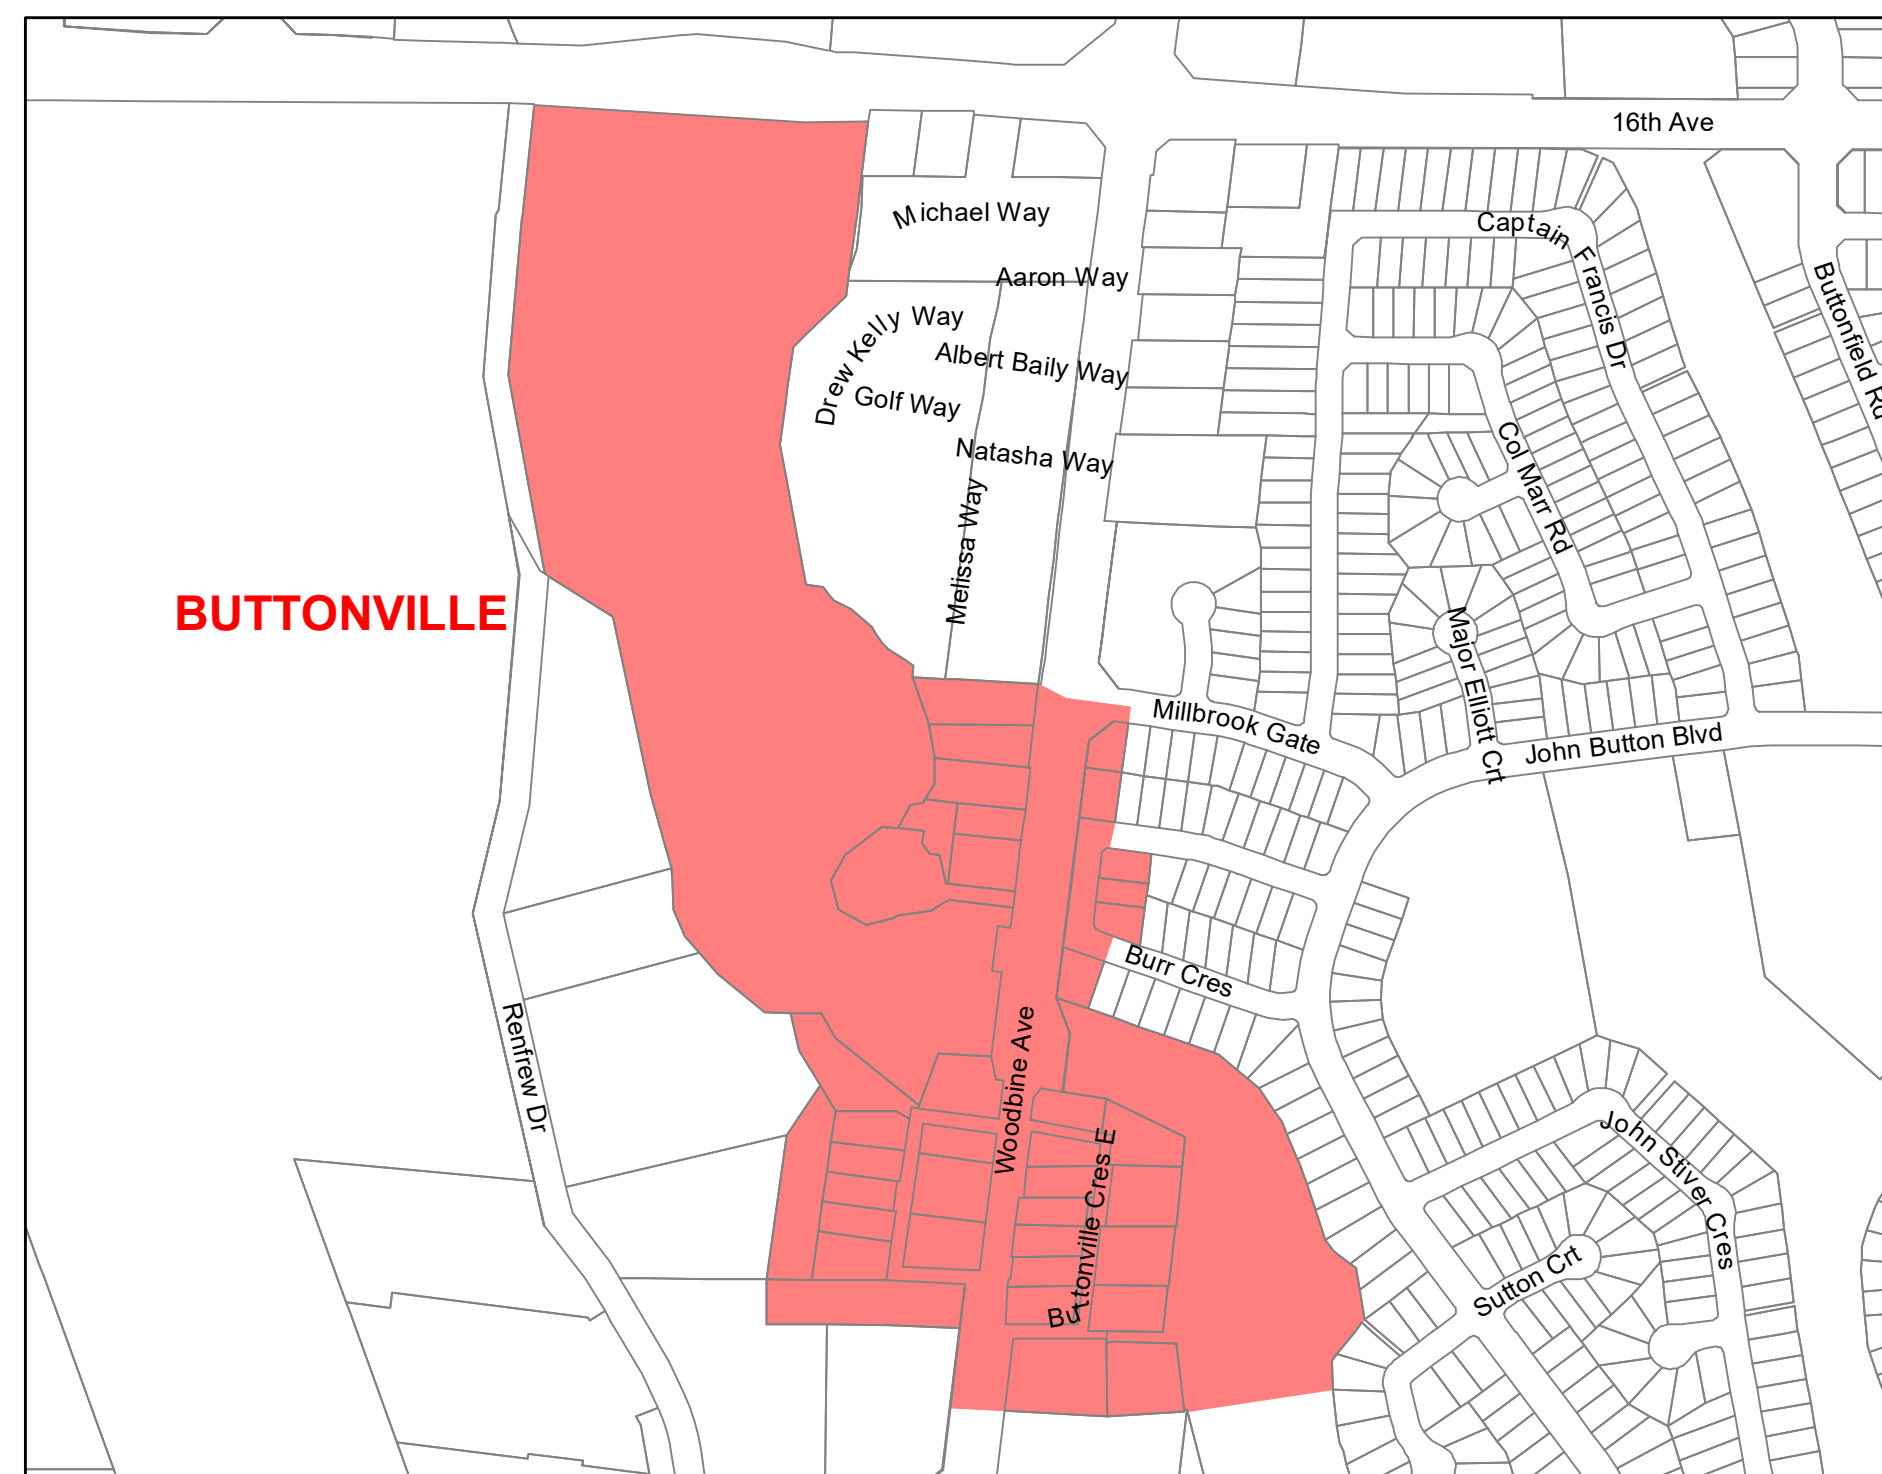 16th Ave
Michael Way
Captain Francis Dr
Aaron Way
Buttonfield Rd
Drew Kelly Way
Albert Baily Way
Golf Way
Col Marr Rd
Natasha Way
Melissa Way
BUTTONVILLE
Major Elliott Crt
Millbrook Gate
John Button Blvd
Burr Cres
Renfrew Dr
Woodbine Ave
Buttonville Cres E
John Stiver Cres
Sutton Crt